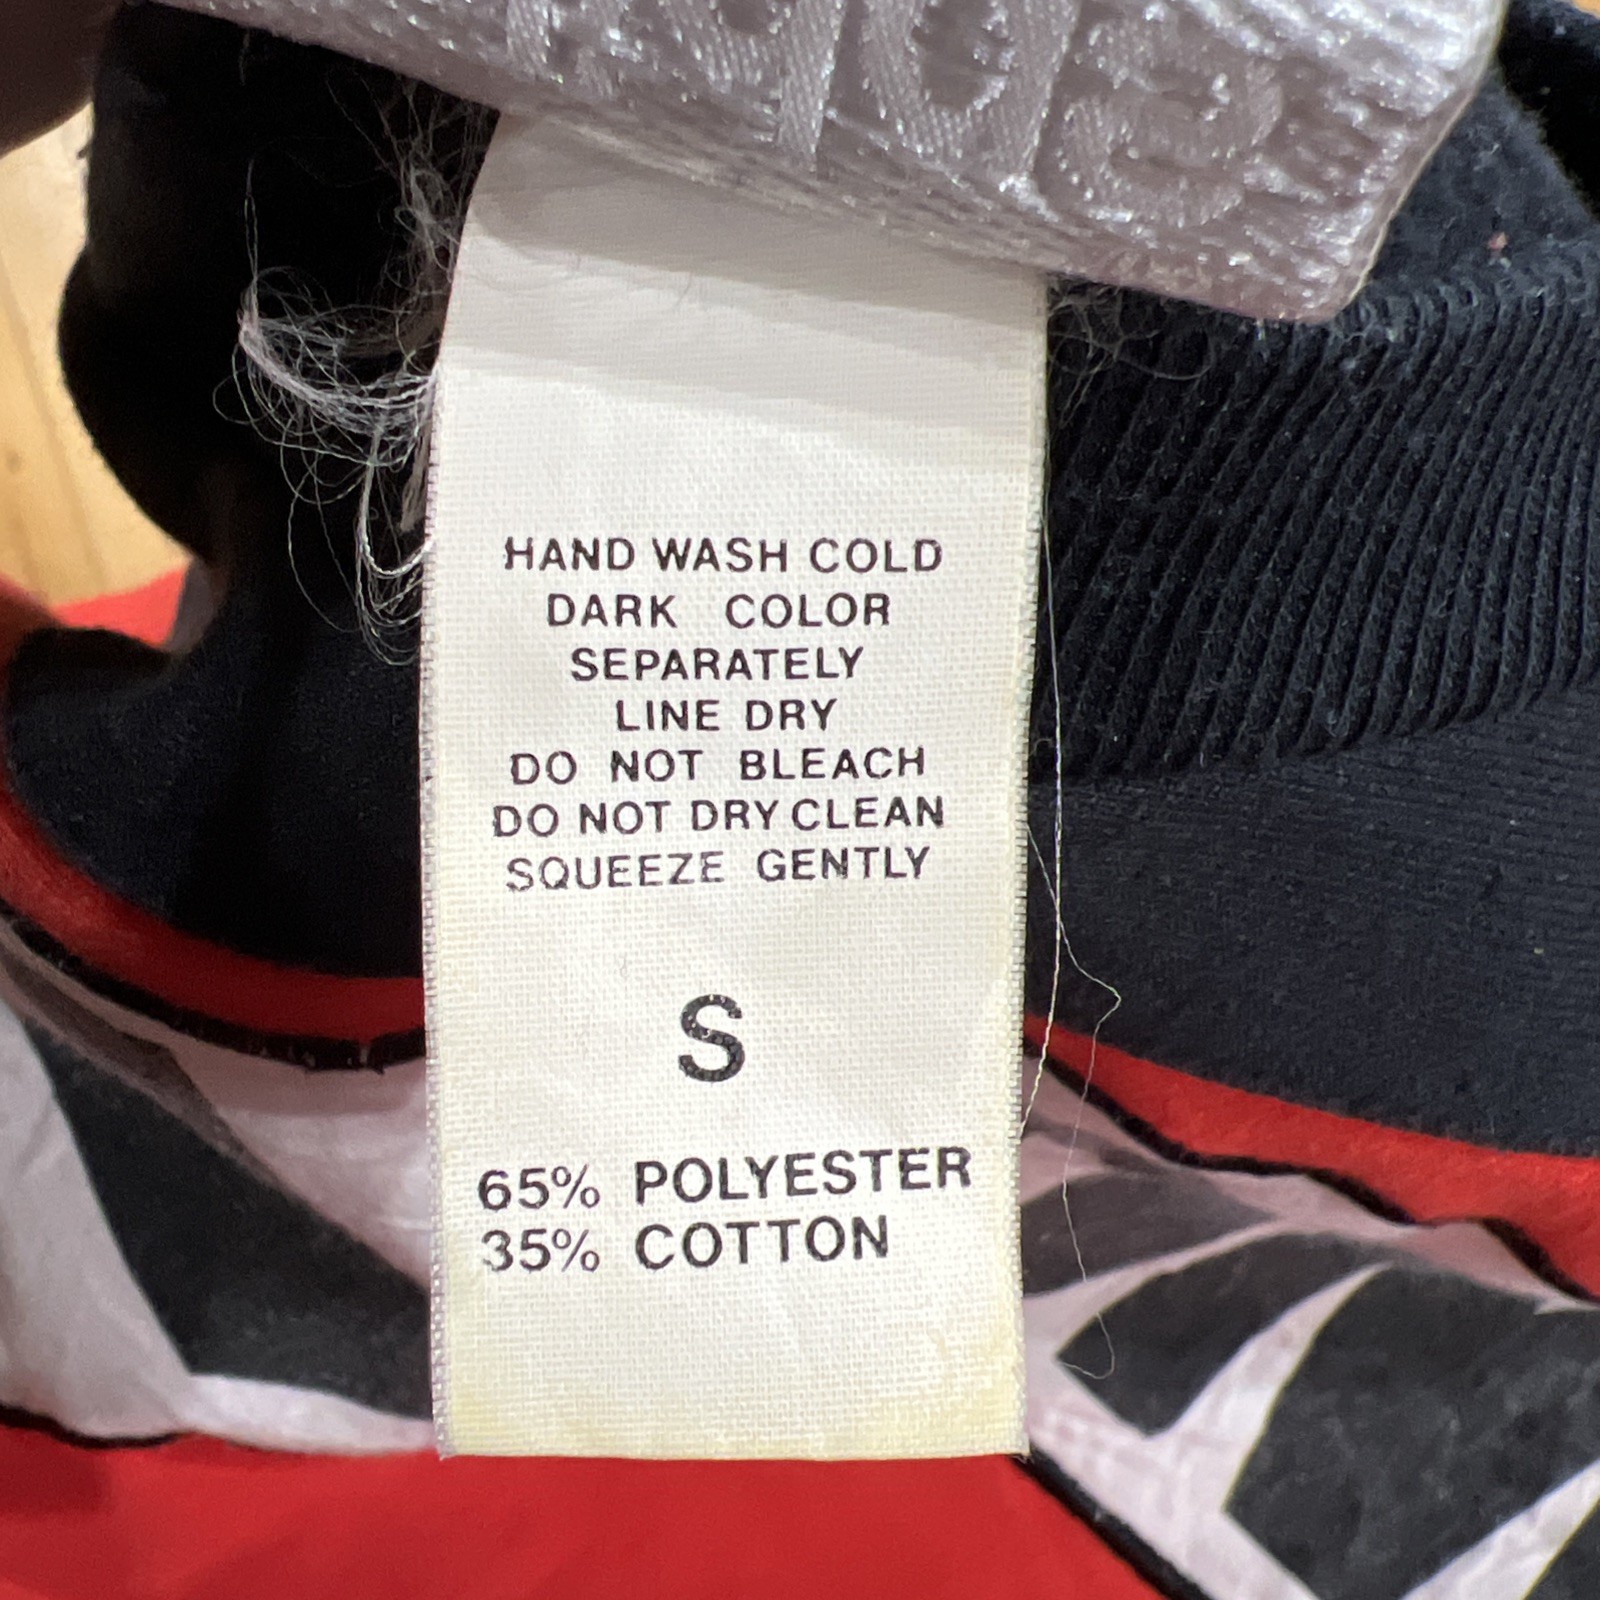 HAND WASH COLD
DARK COLOR
SEPARATELY
LINE DRY
DO NOT BLEACH
DO NOT DRY CLEAN
SQUEEZE GENTLY
S
65% POLYESTER
35% COTTON